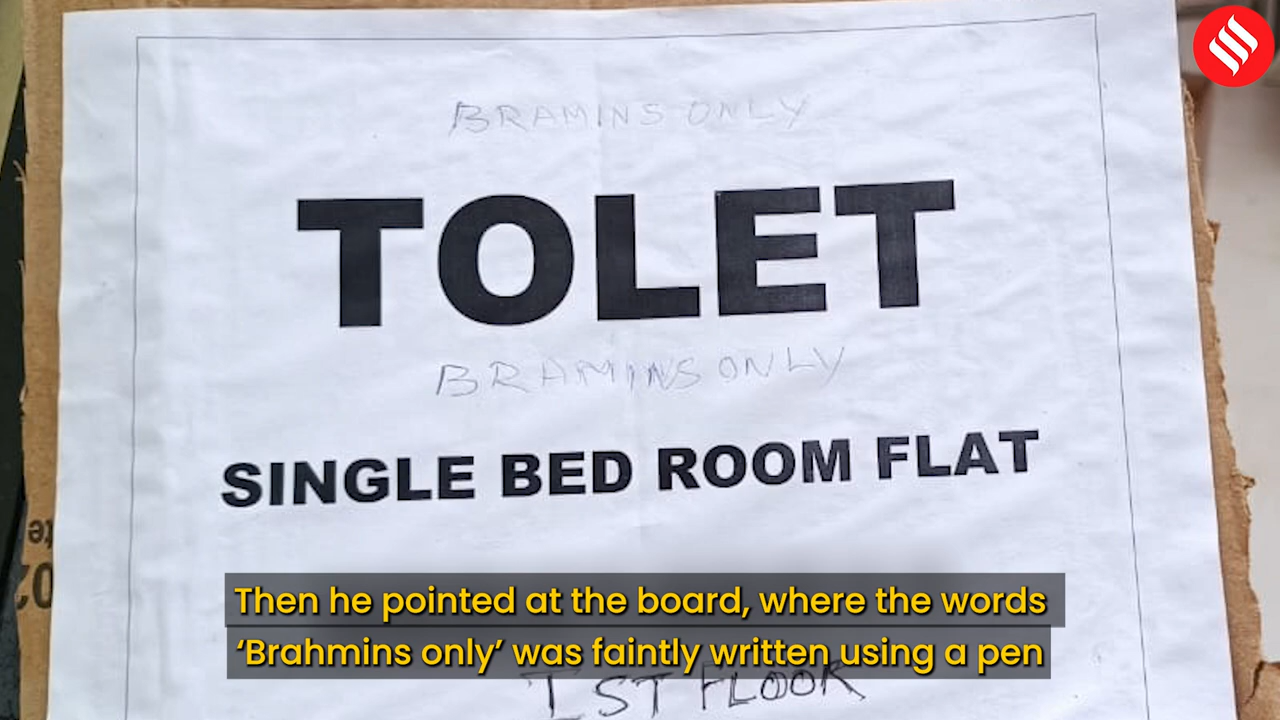 BRAMINS ONLY
TOLET
BRAMINS ONLY
SINGLE BED ROOM FLAT
Then he pointed at the board, where the words
‘Brahmins only’ was faintly written using a pen
IST FLOOR